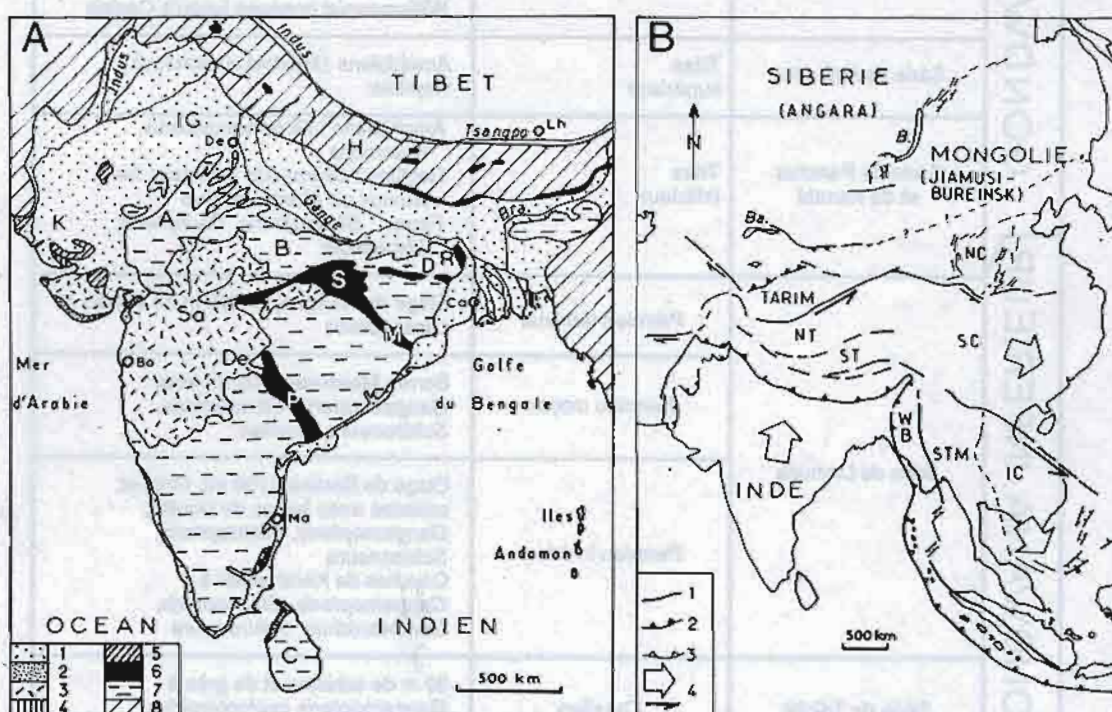 A
Indus
Indus
TIBET
IG
H
Tsangpo
Lh
De
Gange
Bra.
K
A
B
S
D
R
Ca
Sa
M
Mer
d'Arabie
Bo
De
P
Golfe
du Bengale
Ma
Iles
Andamon
OCEAN INDIEN
C
1 5
2 6
3 7
4 8
500 km
B
SIBERIE
(ANGARA)
N
B.
MONGOLIE
(JIAMUSI-
BUREINSK)
Ba.
NC
TARIM
NT
ST
SC
WB
STM
IC
INDE
1
2
3
4
500 km